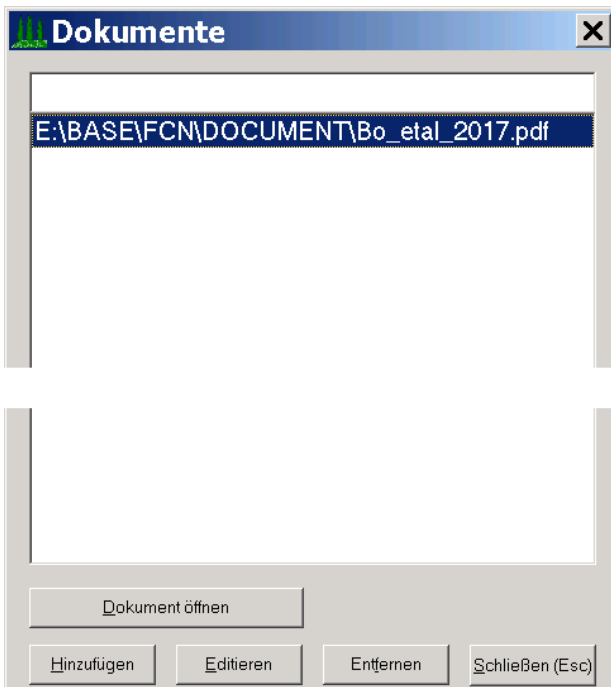 Dokumente
E:\BASE\FCN\DOCUMENT\Bo_etal_2017.pdf
Dokument öffnen
Hinzufügen Editieren Entfernen Schließen (Esc)